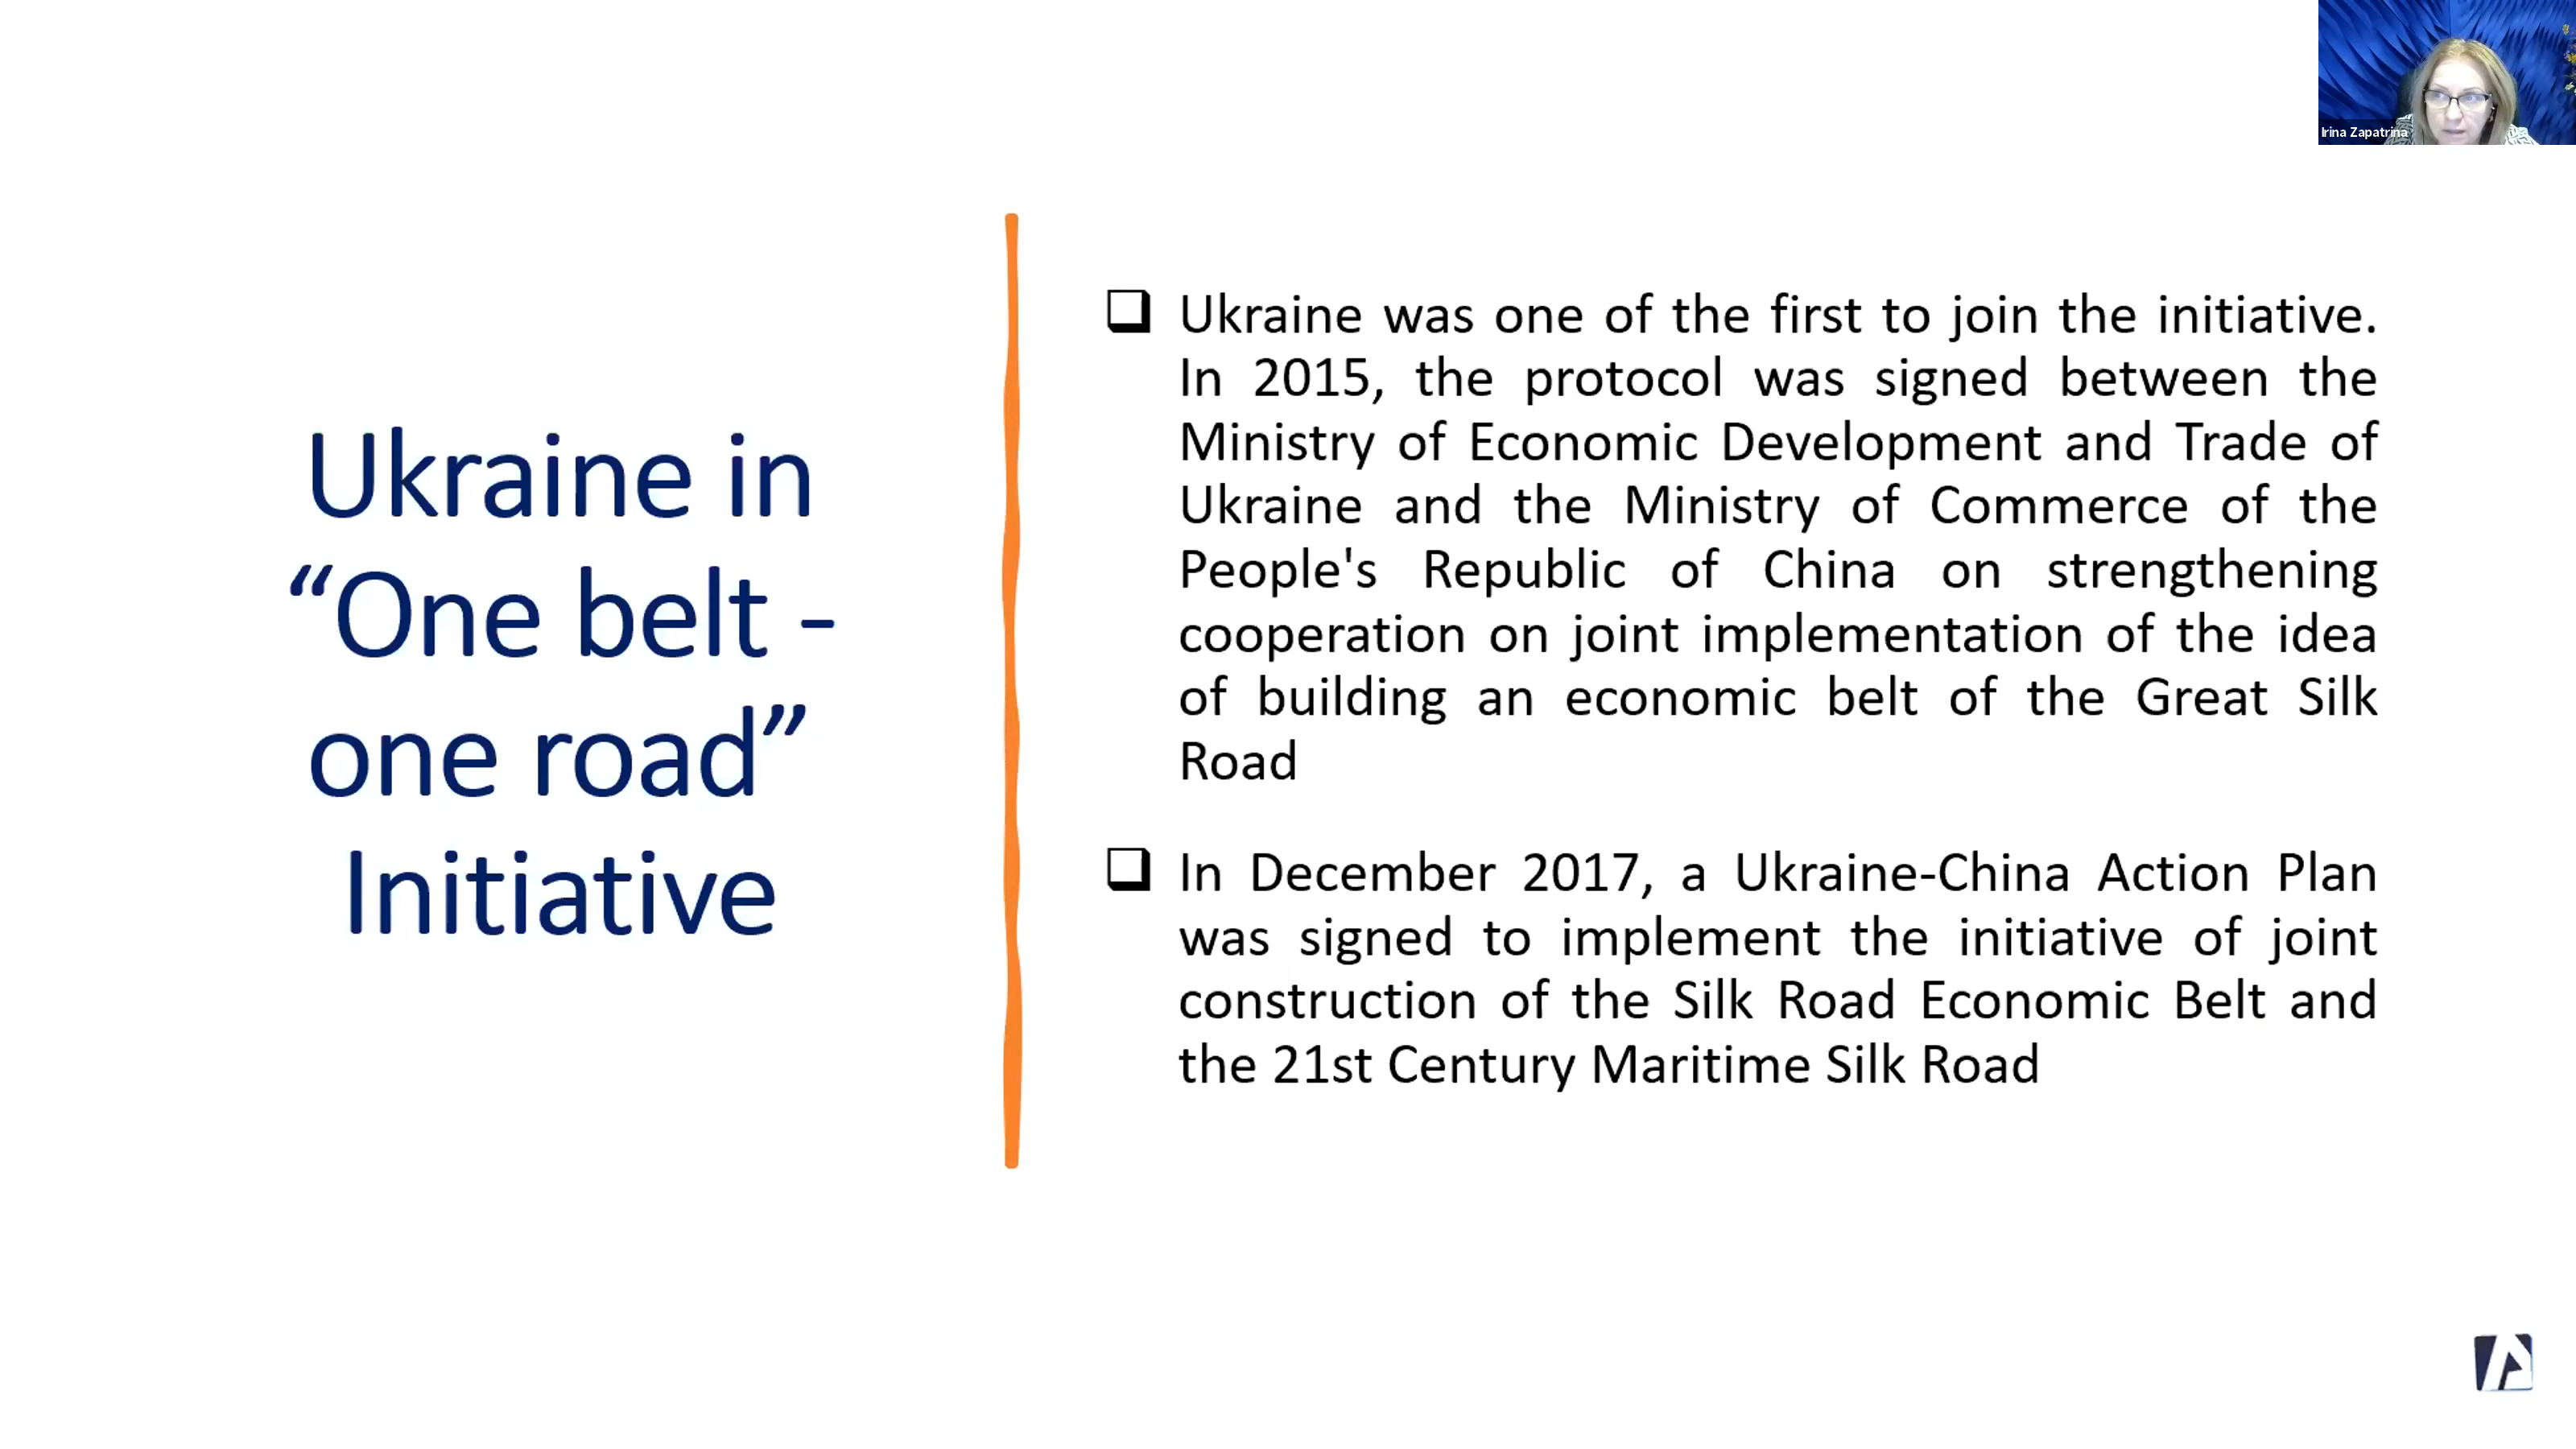 Irina Zapatrina
Ukraine in
“One belt -
one road”
Initiative
Ukraine was one of the first to join the initiative.
In 2015, the protocol was signed between the
Ministry of Economic Development and Trade of
Ukraine and the Ministry of Commerce of the
People's Republic of China on strengthening
cooperation on joint implementation of the idea
of building an economic belt of the Great Silk
Road
In December 2017, a Ukraine-China Action Plan
was signed to implement the initiative of joint
construction of the Silk Road Economic Belt and
the 21st Century Maritime Silk Road